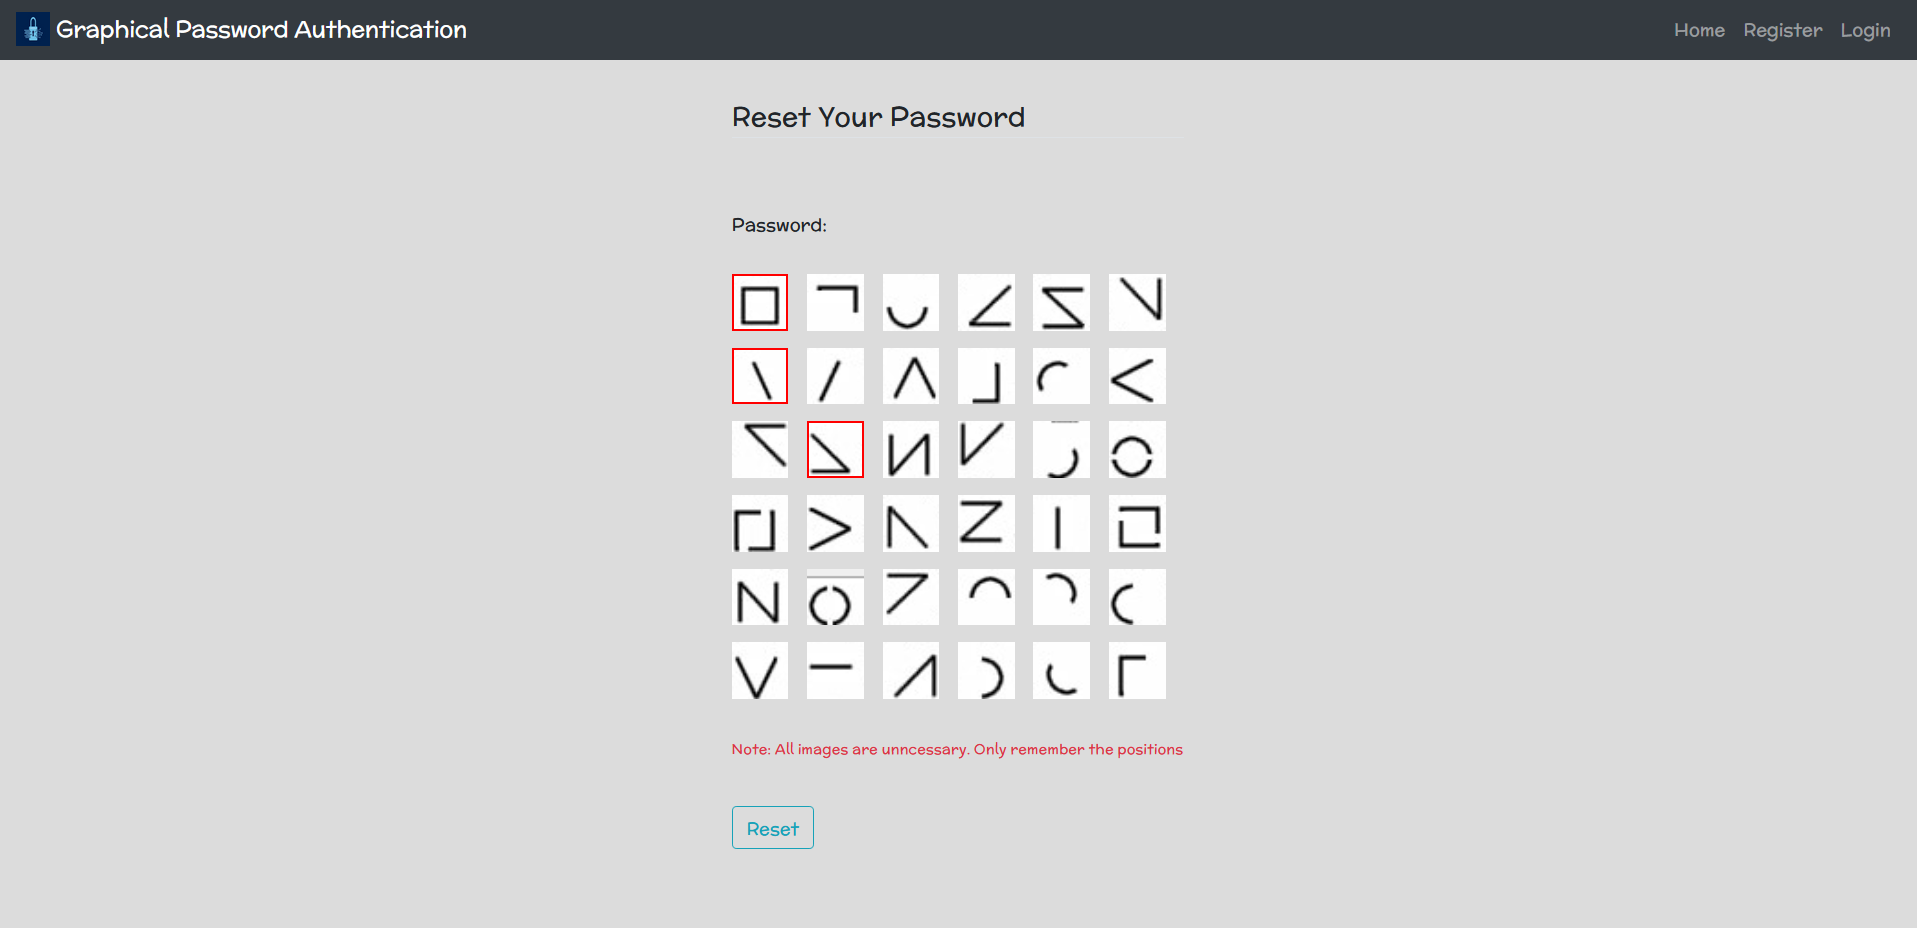 Graphical Password Authentication
Home Register Login
Reset Your Password
Password:
Note: All images are unncessary. Only remember the positions
Reset